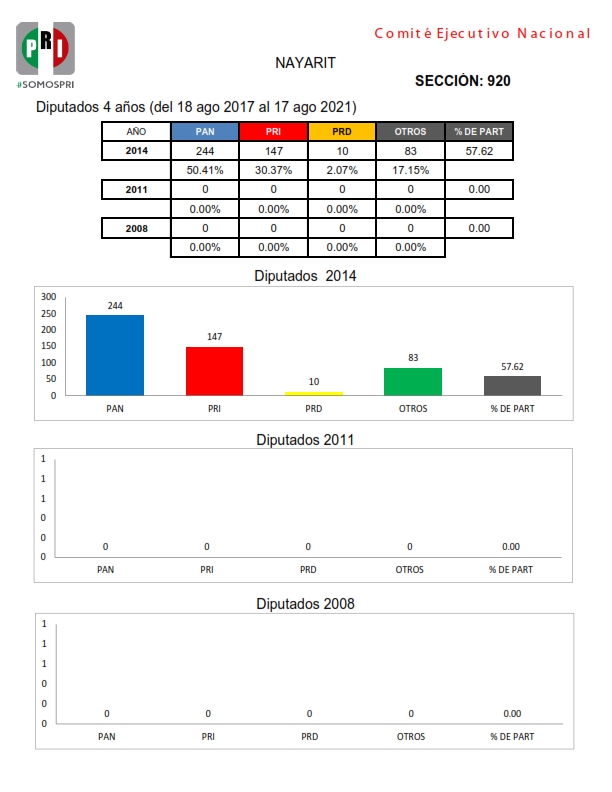 Comité Ejecutivo Nacional
PRI
#SOMOSPRI
NAYARIT
SECCIÓN: 920
Diputados 4 años (del 18 ago 2017 al 17 ago 2021)
AÑO PAN PRI PRD OTROS % DE PART
2014 244 147 10 83 57.62
50.41% 30.37% 2.07% 17.15%
2011 0 0 0 0 0.00
0.00% 0.00% 0.00% 0.00%
2008 0 0 0 0 0.00
0.00% 0.00% 0.00% 0.00%
Diputados 2014
300
250
200
150
100
50
0
244 147 10 83 57.62
PAN PRI PRD OTROS % DE PART
Diputados 2011
1
1
1
0
0
0
0 0 0 0 0.00
PAN PRI PRD OTROS % DE PART
Diputados 2008
1
1
1
0
0
0
0 0 0 0 0.00
PAN PRI PRD OTROS % DE PART